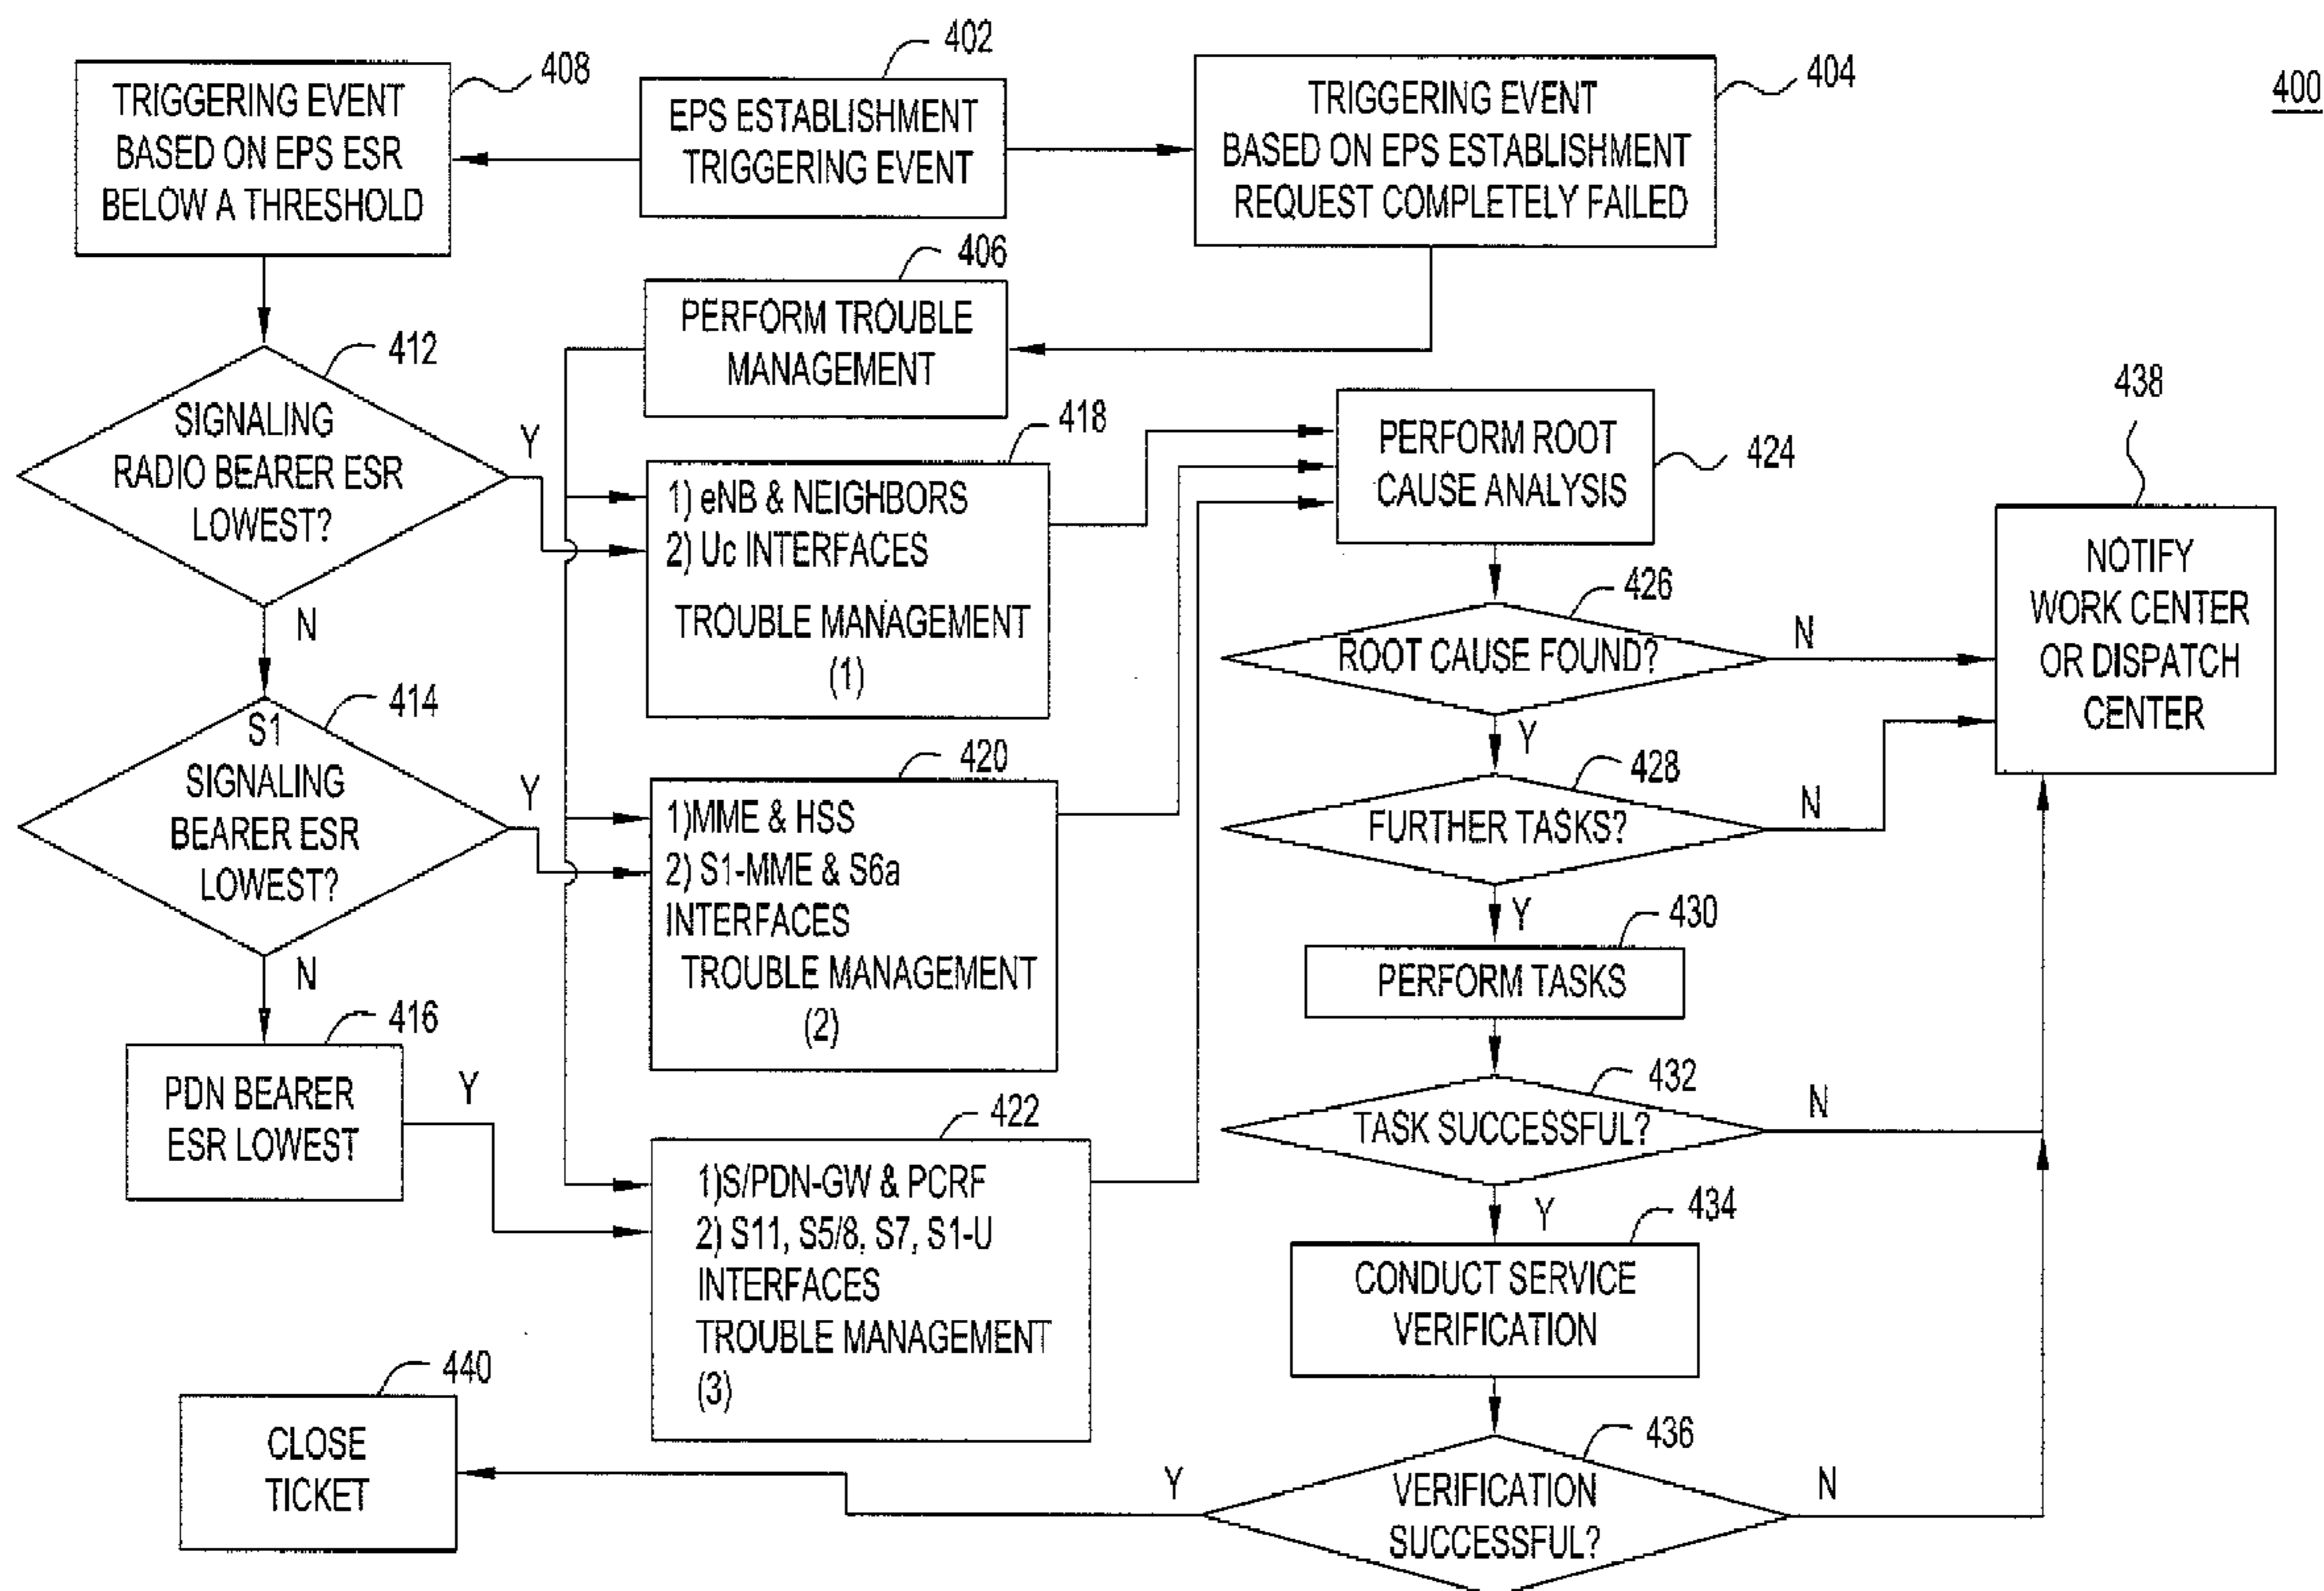 400
402
EPS ESTABLISHMENT
TRIGGERING EVENT
408
TRIGGERING EVENT
BASED ON EPS ESR
BELOW A THRESHOLD
404
TRIGGERING EVENT
BASED ON EPS ESTABLISHMENT
REQUEST COMPLETELY FAILED
406
PERFORM TROUBLE
MANAGEMENT
412
SIGNALING
RADIO BEARER ESR
LOWEST?
Y
N
414
S1
SIGNALING
BEARER ESR
LOWEST?
Y
N
416
PDN BEARER
ESR LOWEST
Y
418
1) eNB & NEIGHBORS
2) Uc INTERFACES
TROUBLE MANAGEMENT
(1)
420
1)MME & HSS
2) S1-MME & S6a
INTERFACES
TROUBLE MANAGEMENT
(2)
422
1)S/PDN-GW & PCRF
2) S11, S5/8, S7, S1-U
INTERFACES
TROUBLE MANAGEMENT
(3)
424
PERFORM ROOT
CAUSE ANALYSIS
426
ROOT CAUSE FOUND?
N
Y
428
FURTHER TASKS?
N
Y
430
PERFORM TASKS
432
TASK SUCCESSFUL?
N
Y
434
CONDUCT SERVICE
VERIFICATION
436
VERIFICATION
SUCCESSFUL?
Y
N
438
NOTIFY
WORK CENTER
OR DISPATCH
CENTER
440
CLOSE
TICKET